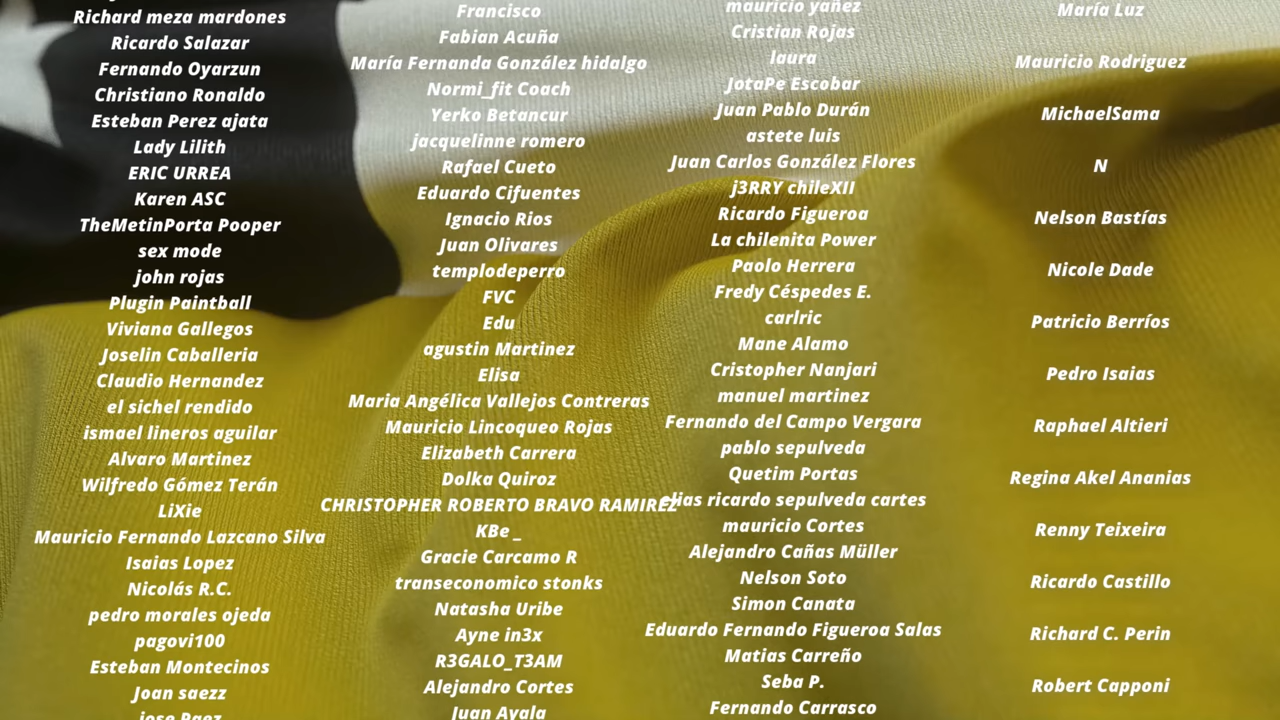 Richard meza mardones
Ricardo Salazar
Fernando Oyarzun
Christiano Ronaldo
Esteban Perez ajata
Lady Lilith
ERIC URREA
Karen ASC
TheMetinPorta Pooper
sex mode
john rojas
Plugin Paintball
Viviana Gallegos
Joselin Caballeria
Claudio Hernandez
el sichel rendido
ismael lineros aguilar
Alvaro Martinez
Wilfredo Gómez Terán
LiXie
Mauricio Fernando Lazcano Silva
Isaias Lopez
Nicolás R.C.
pedro morales ojeda
pagovi100
Esteban Montecinos
Joan saezz
jose Paez
Francisco
Fabian Acuña
María Fernanda González hidalgo
Normi_fit Coach
Yerko Betancur
jacquelinne romero
Rafael Cueto
Eduardo Cifuentes
Ignacio Rios
Juan Olivares
templodeperro
FVC
Edu
agustin Martinez
Elisa
Maria Angélica Vallejos Contreras
Mauricio Lincoqueo Rojas
Elizabeth Carrera
Dolka Quiroz
CHRISTOPHER ROBERTO BRAVO RAMIREZ
KBe _
Gracie Carcamo R
transeconomico stonks
Natasha Uribe
Ayne in3x
R3GALO_T3AM
Alejandro Cortes
Juan Ayala
mauricio yañez
Cristian Rojas
laura
JotaPe Escobar
Juan Pablo Durán
astete luis
Juan Carlos González Flores
j3RRY chileXII
Ricardo Figueroa
La chilenita Power
Paolo Herrera
Fredy Céspedes E.
carlric
Mane Alamo
Cristopher Nanjari
manuel martinez
Fernando del Campo Vergara
pablo sepulveda
Quetim Portas
elias ricardo sepulveda cartes
mauricio Cortes
Alejandro Cañas Müller
Nelson Soto
Simon Canata
Eduardo Fernando Figueroa Salas
Matias Carreño
Seba P.
Fernando Carrasco
María Luz
Mauricio Rodriguez
MichaelSama
N
Nelson Bastías
Nicole Dade
Patricio Berríos
Pedro Isaias
Raphael Altieri
Regina Akel Ananias
Renny Teixeira
Ricardo Castillo
Richard C. Perin
Robert Capponi